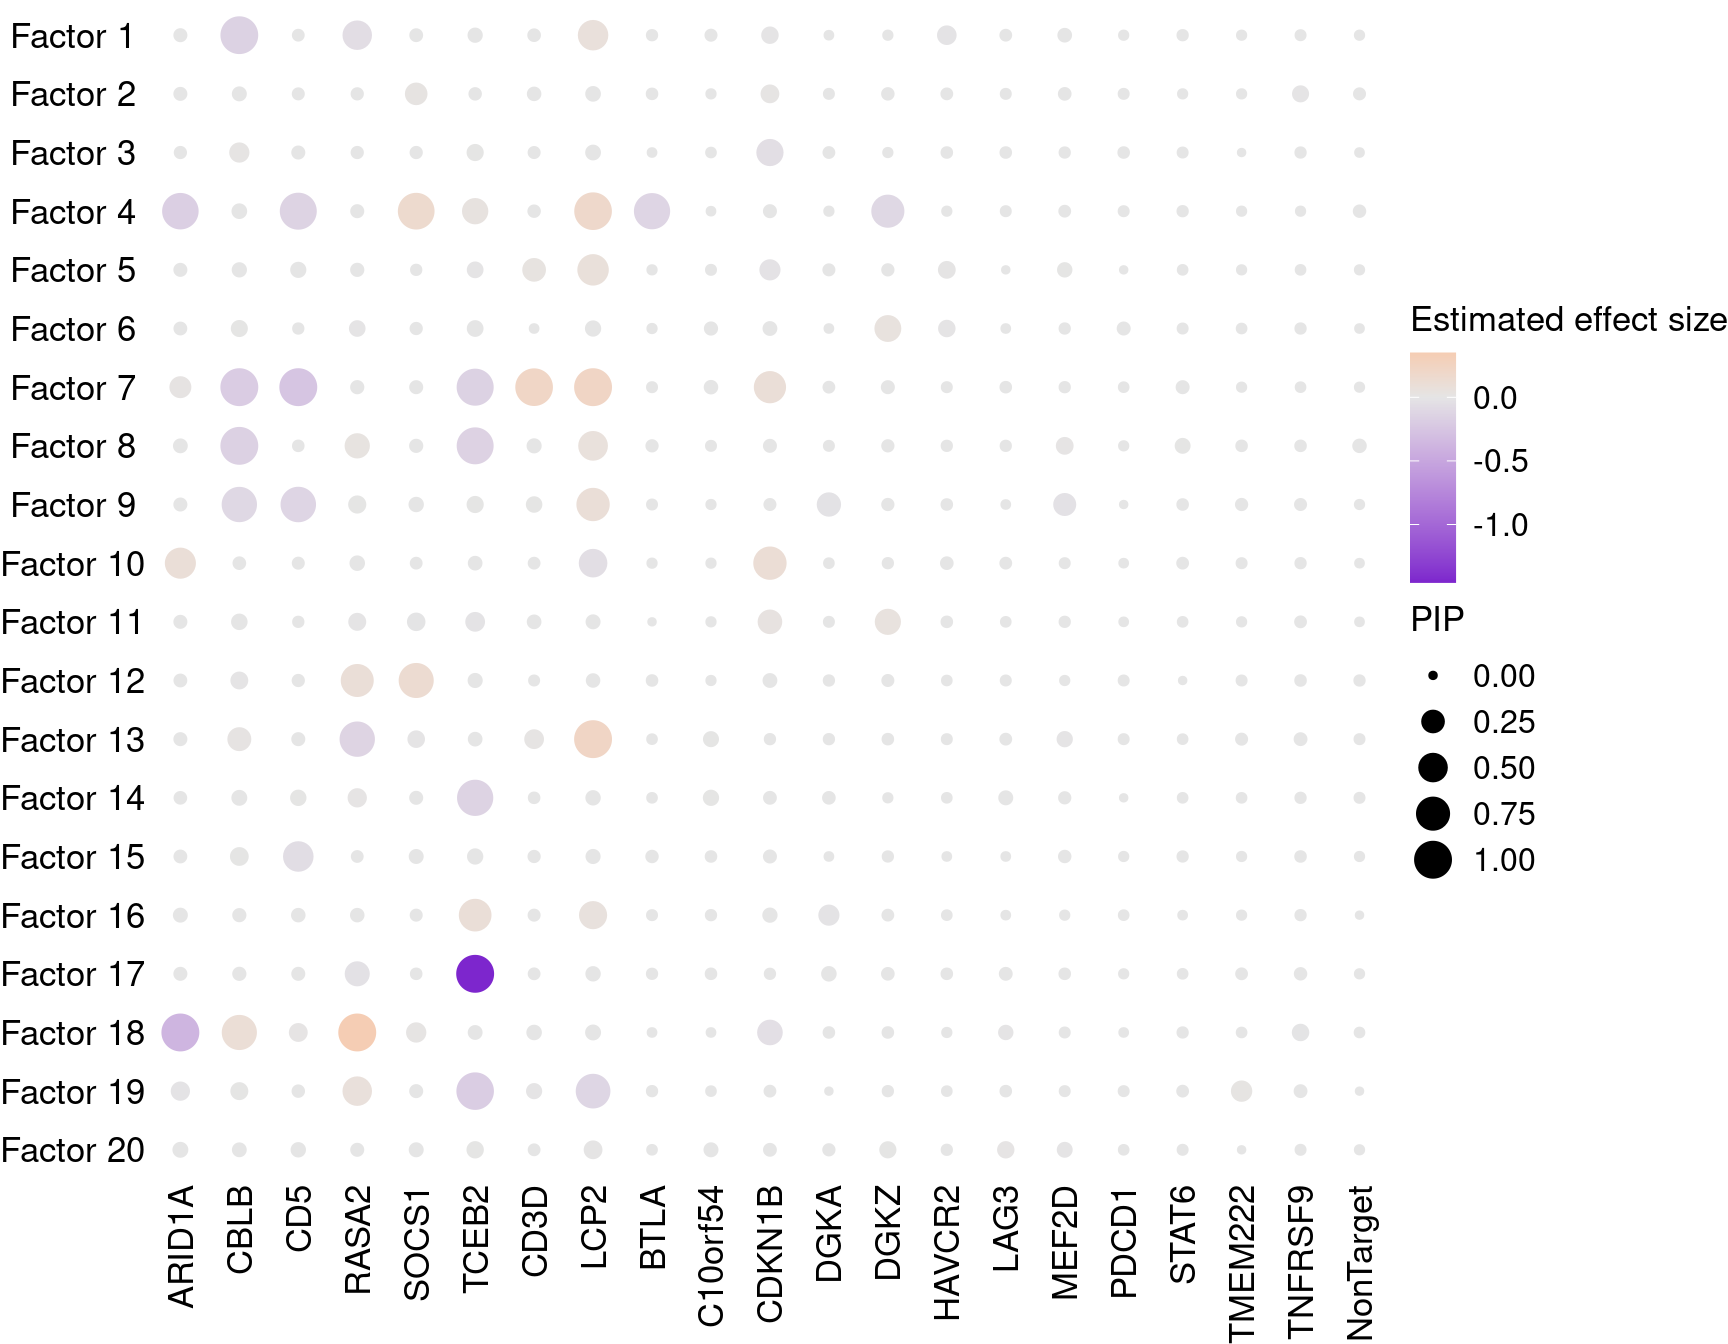 Factor 1
Factor 2
Factor 3
Factor 4
Factor 5
Factor 6
Factor 7
Factor 8
Factor 9
Factor 10
Factor 11
Factor 12
Factor 13
Factor 14
Factor 15
Factor 16
Factor 17
Factor 18
Factor 19
Factor 20
ARID1A
CBLB
CD5
RASA2
SOCS1
TCEB2
CD3D
LCP2
BTLA
C10orf54
CDKN1B
DGKA
DGKZ
HAVCR2
LAG3
MEF2D
PDCD1
STAT6
TMEM222
TNFRSF9
NonTarget
Estimated effect size
0.0
-0.5
-1.0
PIP
0.00
0.25
0.50
0.75
1.00